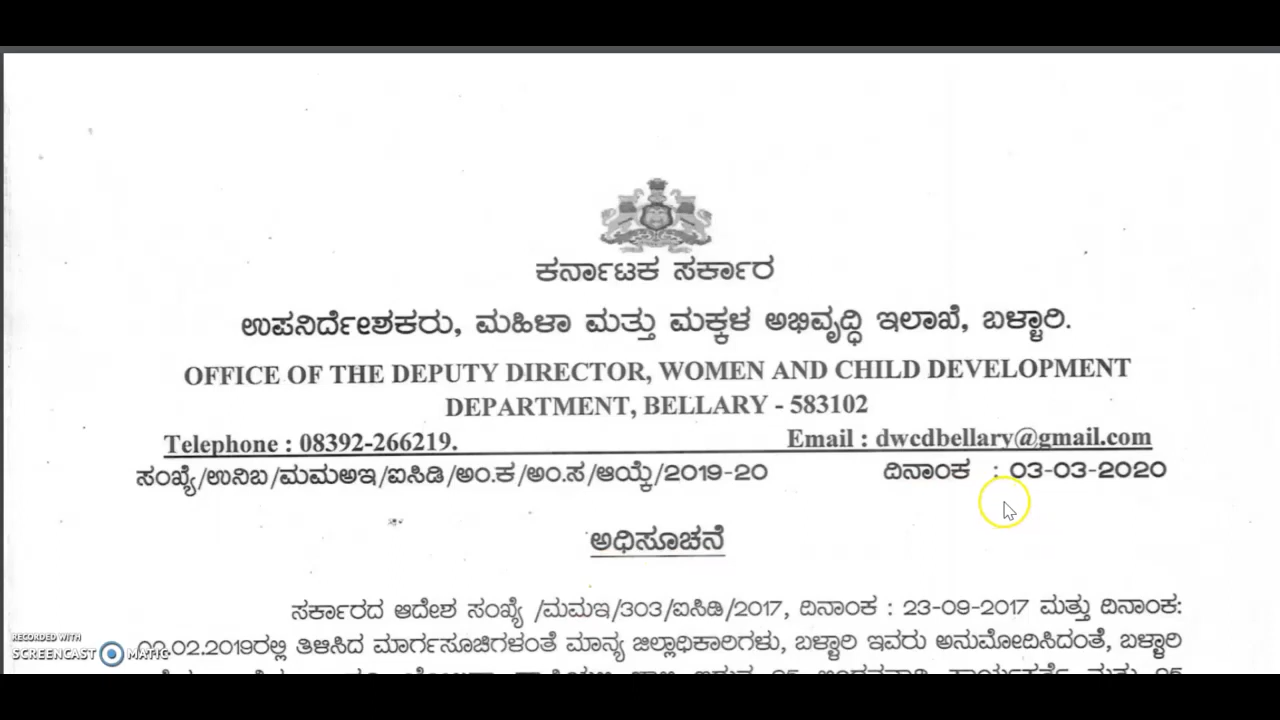 ಕರ್ನಾಟಕ ಸರ್ಕಾರ
ಉಪನಿರ್ದೇಶಕರು, ಮಹಿಳಾ ಮತ್ತು ಮಕ್ಕಳ ಅಭಿವೃದ್ಧಿ ಇಲಾಖೆ, ಬಳ್ಳಾರಿ.
OFFICE OF THE DEPUTY DIRECTOR, WOMEN AND CHILD DEVELOPMENT
DEPARTMENT, BELLARY - 583102
Telephone : 08392-266219. Email : dwcdbellary@gmail.com
ಸಂಖ್ಯೆ/ಉನಿಬ/ಮಮಅಇ/ಐಸಿಡಿ/ಅಂ.ಕ/ಅಂ.ಸ/ಆಯ್ಕೆ/2019-20 ದಿನಾಂಕ : 03-03-2020
ಅಧಿಸೂಚನೆ
ಸರ್ಕಾರದ ಆದೇಶ ಸಂಖ್ಯೆ /ಮಮಇ/303/ಐಸಿಡಿ/2017, ದಿನಾಂಕ : 23-09-2017 ಮತ್ತು ದಿನಾಂಕ:
ತಿಳಿಸಿದ ಮಾರ್ಗಸೂಚಿಗಳಂತೆ ಮಾನ್ಯ ಜಿಲ್ಲಾಧಿಕಾರಿಗಳು, ಬಳ್ಳಾರಿ ಇವರು ಅನುಮೋದಿಸಿದಂತೆ, ಬಳ್ಳಾರಿ
RECORDED WITH
SCREENCAST MATIC